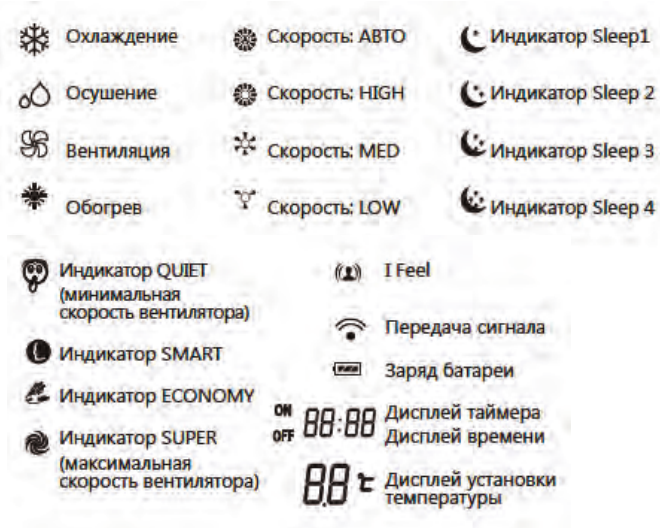 Охлаждение
Скорость: АВТО
Индикатор Sleep1
Осушение
Скорость: HIGH
Индикатор Sleep 2
Вентиляция
Скорость: MED
Индикатор Sleep 3
Обогрев
Скорость: LOW
Индикатор Sleep 4
Индикатор QUIET
(минимальная
скорость вентилятора)
Индикатор SMART
Индикатор ECONOMY
Индикатор SUPER
(максимальная
скорость вентилятора)
I Feel
Передача сигнала
Заряд батареи
ON
OFF
88:88
Дисплей таймера
Дисплей времени
88 ℃
Дисплей установки
температуры